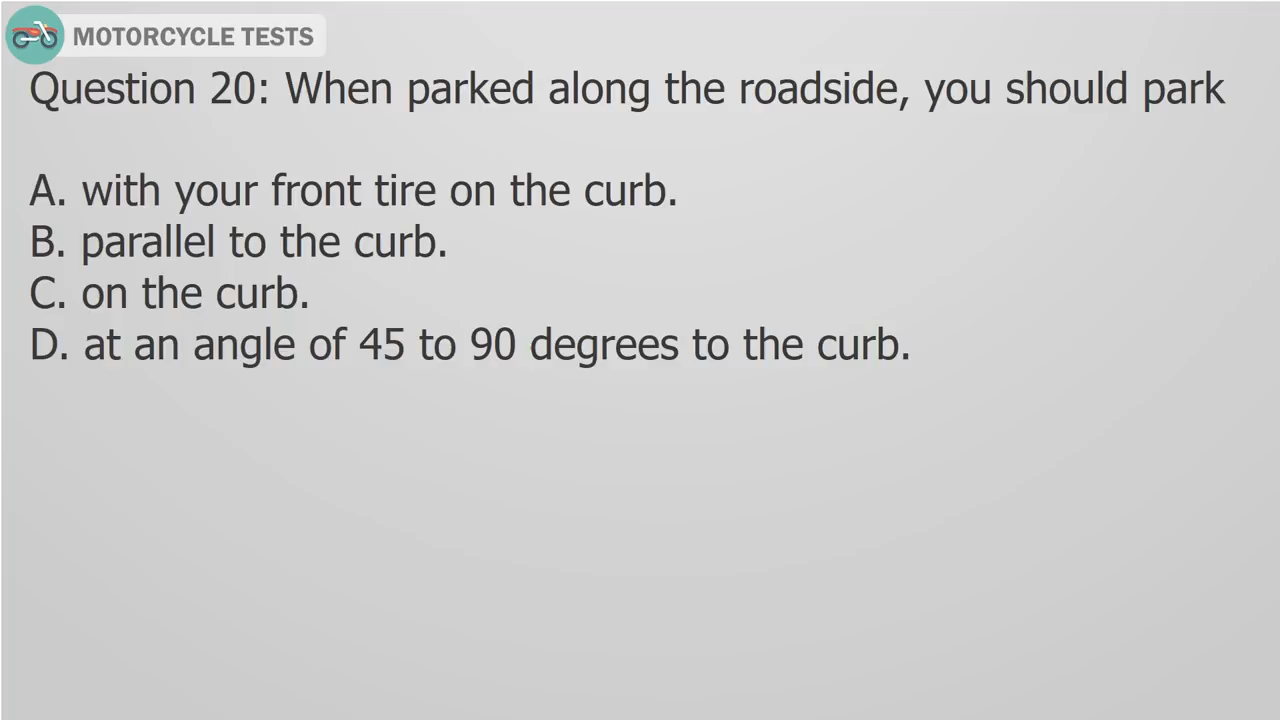 MOTORCYCLE TESTS
Question 20: When parked along the roadside, you should park
A. with your front tire on the curb.
B. parallel to the curb.
C. on the curb.
D. at an angle of 45 to 90 degrees to the curb.